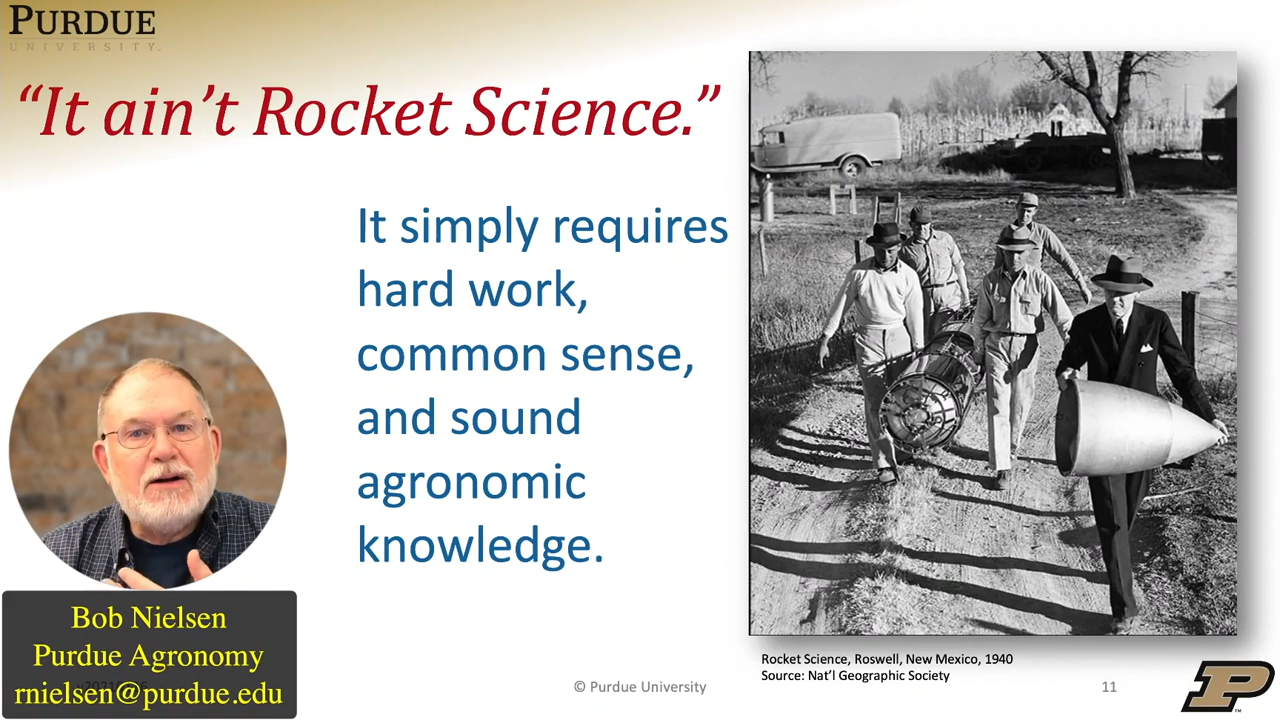 PURDUE
UNIVERSITY.
“It ain’t Rocket Science.”
It simply requires
hard work,
common sense,
and sound
agronomic
knowledge.
Bob Nielsen
Purdue Agronomy
rnielsen@purdue.edu
Rocket Science, Roswell, New Mexico, 1940
Source: Nat’l Geographic Society
© Purdue University
11
P
TM